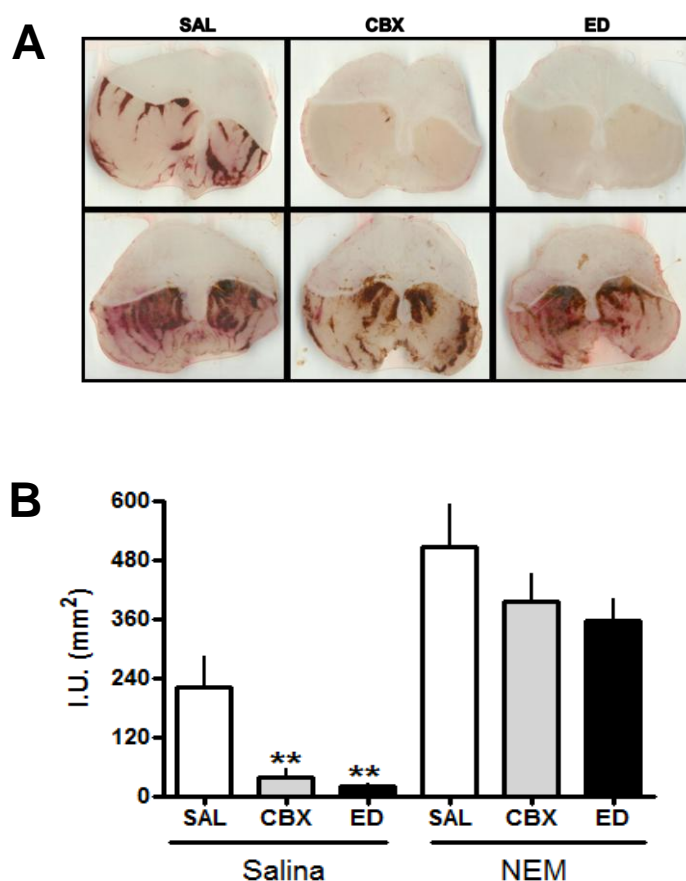 A
SAL CBX ED
B
I.U. (mm²)
600
480
360
240
120
0
** **
SAL CBX ED SAL CBX ED
Salina NEM